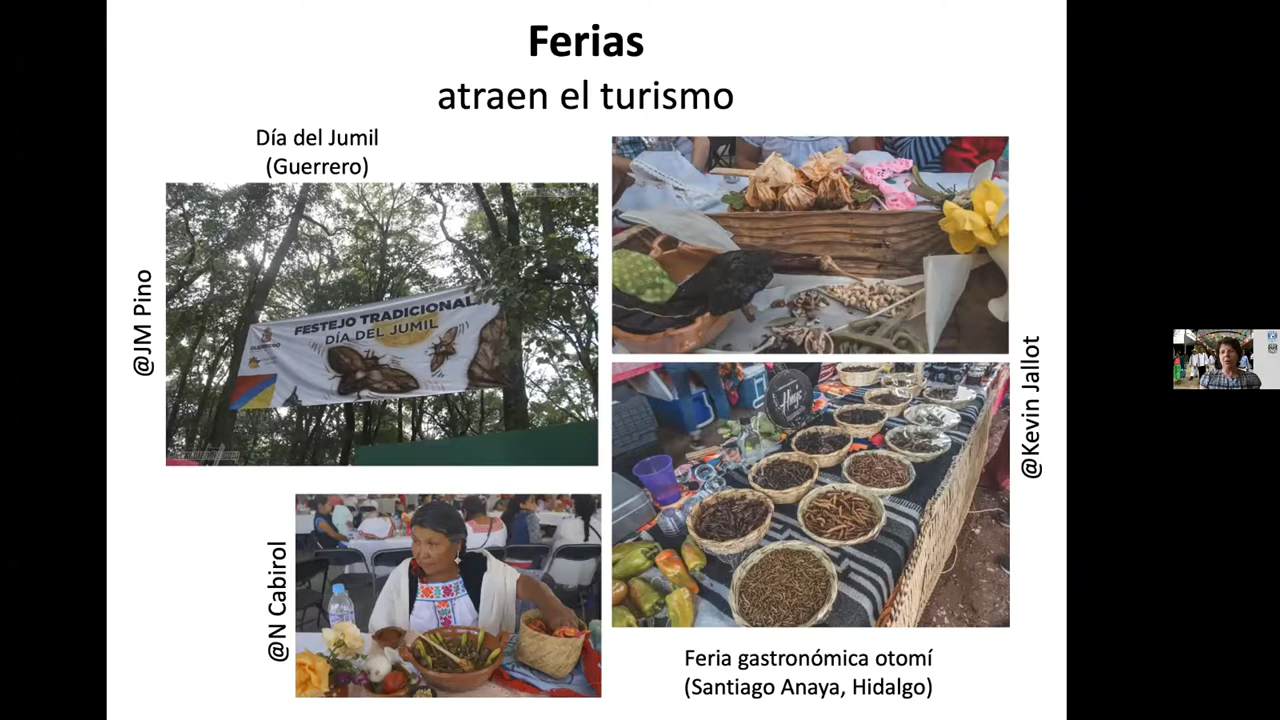 Ferias
atraen el turismo
Día del Jumil
(Guerrero)
@JM Pino
FESTEJO TRADICIONAL
DÍA DEL JUMIL
GUERRERO
@N Cabirol
@Kevin Jallot
Feria gastronómica otomí
(Santiago Anaya, Hidalgo)